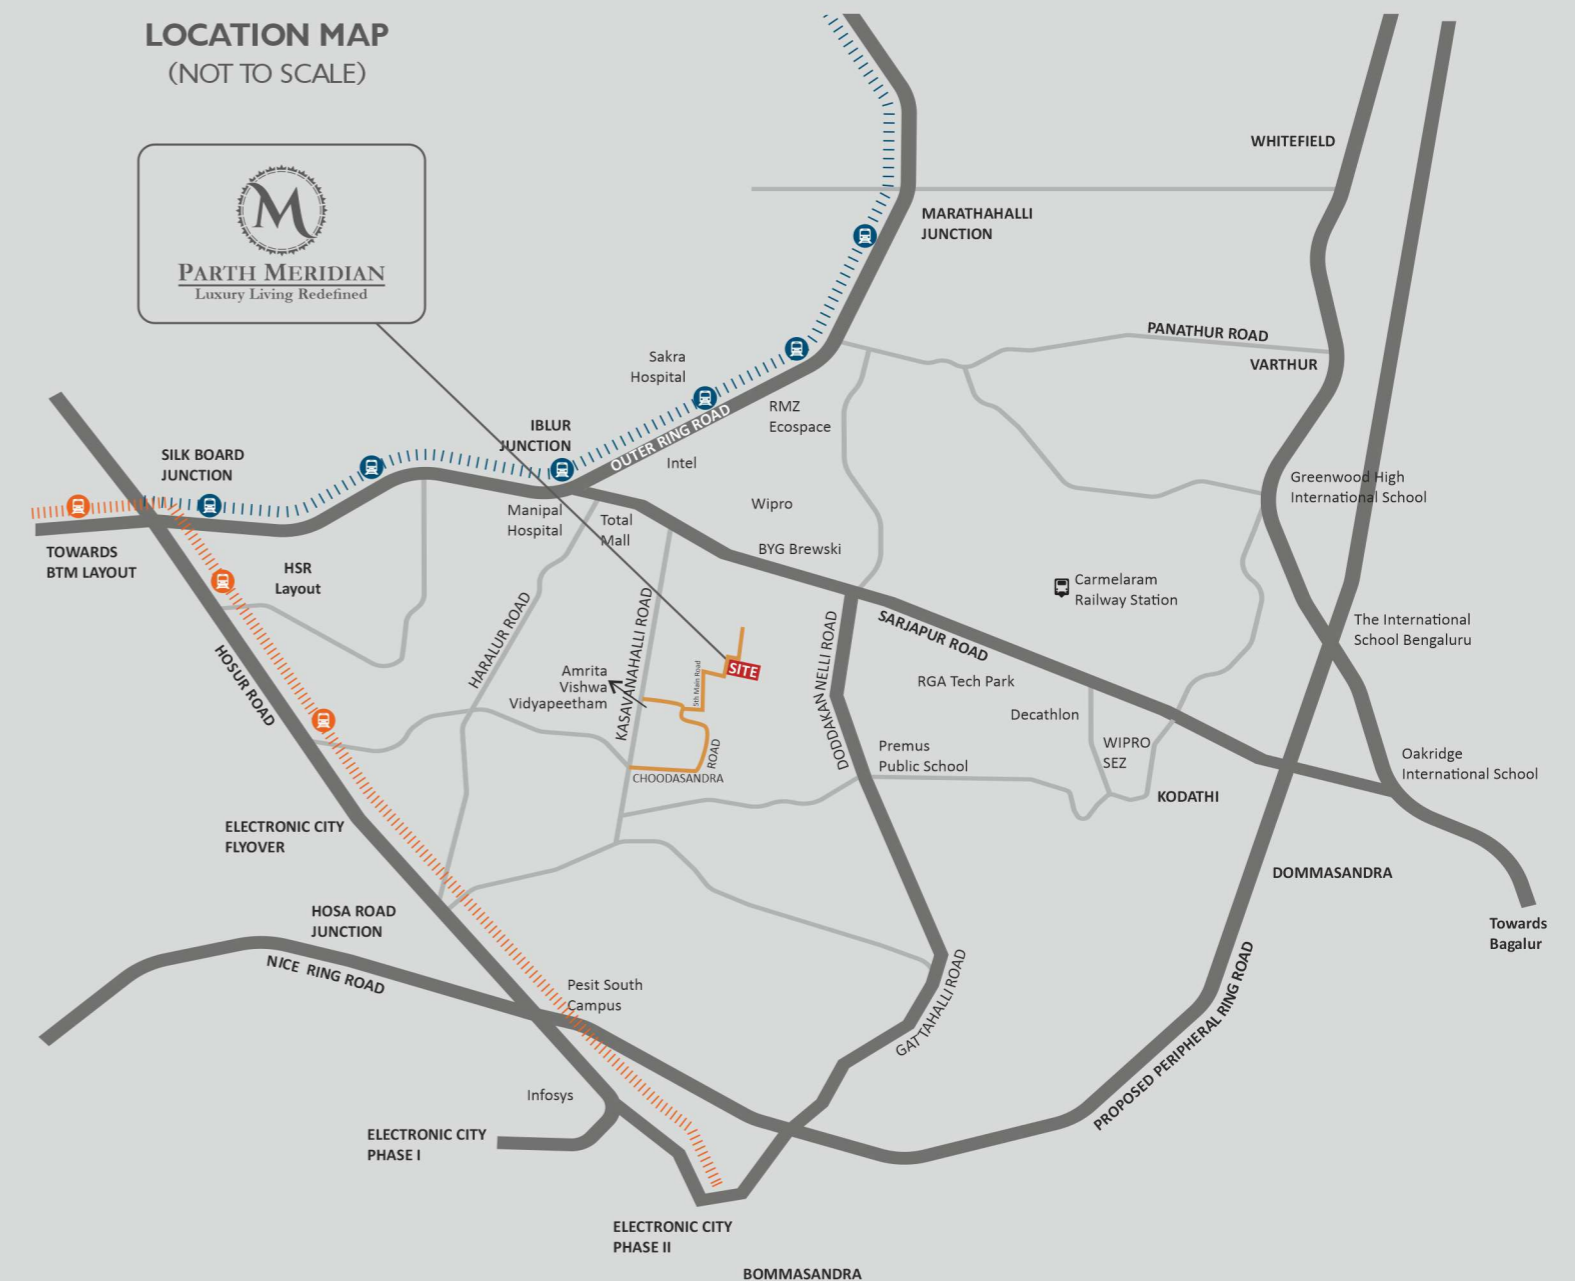 LOCATION MAP
(NOT TO SCALE)
M
PARTH MERIDIAN
Luxury Living Redefined
WHITEFIELD
MARATHAHALLI
JUNCTION
PANATHUR ROAD
VARTHUR
Sakra
Hospital
RMZ
Ecospace
IBLUR
JUNCTION
OUTER RING ROAD
Intel
SILK BOARD
JUNCTION
Greenwood High
International School
Wipro
Manipal
Hospital
Total
Mall
BYG Brewski
TOWARDS
BTM LAYOUT
HSR
Layout
Carmelaram
Railway Station
HARALUR ROAD
KASAVANAHALLI ROAD
DODDAKANNELLI ROAD
SARJAPUR ROAD
The International
School Bengaluru
HOSUR ROAD
Amrita
Vishwa
Vidyapeetham
5th Main Road
SITE
RGA Tech Park
Decathlon
WIPRO
SEZ
Premus
Public School
Oakridge
International School
CHOODASANDRA
ROAD
KODATHI
ELECTRONIC CITY
FLYOVER
DOMMASANDRA
HOSA ROAD
JUNCTION
Towards
Bagalur
NICE RING ROAD
Pesit South
Campus
GATTAHALLI ROAD
PROPOSED PERIPHERAL RING ROAD
Infosys
ELECTRONIC CITY
PHASE I
ELECTRONIC CITY
PHASE II
BOMMASANDRA